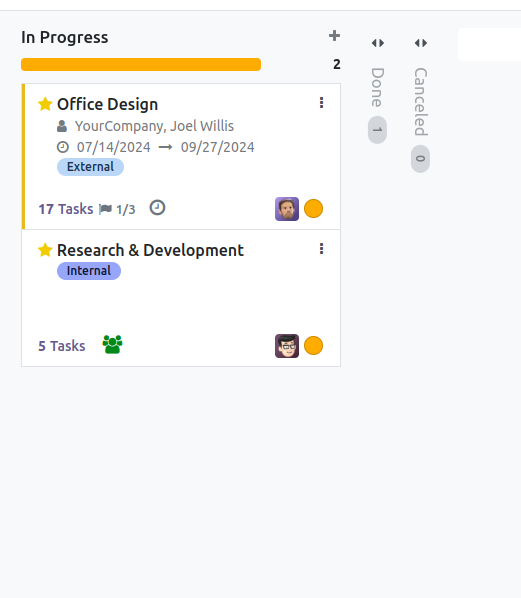 In Progress
2
Office Design
YourCompany, Joel Willis
07/14/2024 → 09/27/2024
External
17 Tasks 1/3
Research & Development
Internal
5 Tasks
Done 1
Canceled 0